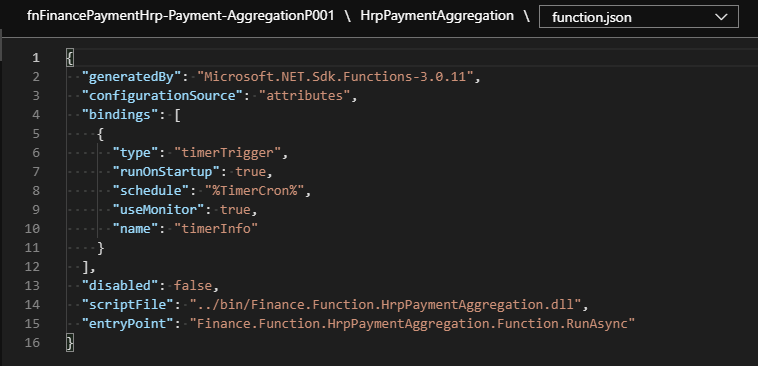 fnFinancePaymentHrp-Payment-AggregationP001 \ HrpPaymentAggregation \ function.json
1 {
2 "generatedBy": "Microsoft.NET.Sdk.Functions-3.0.11",
3 "configurationSource": "attributes",
4 "bindings": [
5 {
6 "type": "timerTrigger",
7 "runOnStartup": true,
8 "schedule": "%TimerCron%",
9 "useMonitor": true,
10 "name": "timerInfo"
11 }
12 ],
13 "disabled": false,
14 "scriptFile": "../bin/Finance.Function.HrpPaymentAggregation.dll",
15 "entryPoint": "Finance.Function.HrpPaymentAggregation.Function.RunAsync"
16 }